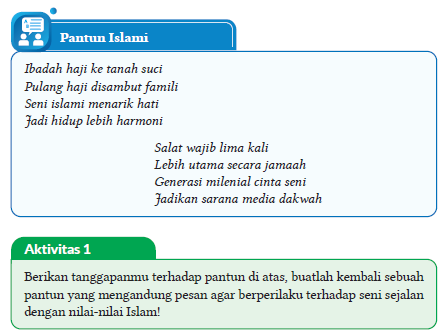 Pantun Islami
Ibadah haji ke tanah suci
Pulang haji disambut famili
Seni islami menarik hati
Jadi hidup lebih harmoni
Salat wajib lima kali
Lebih utama secara jamaah
Generasi milenial cinta seni
Jadikan sarana media dakwah
Aktivitas 1
Berikan tanggapanmu terhadap pantun di atas, buatlah kembali sebuah
pantun yang mengandung pesan agar berperilaku terhadap seni sejalan
dengan nilai-nilai Islam!